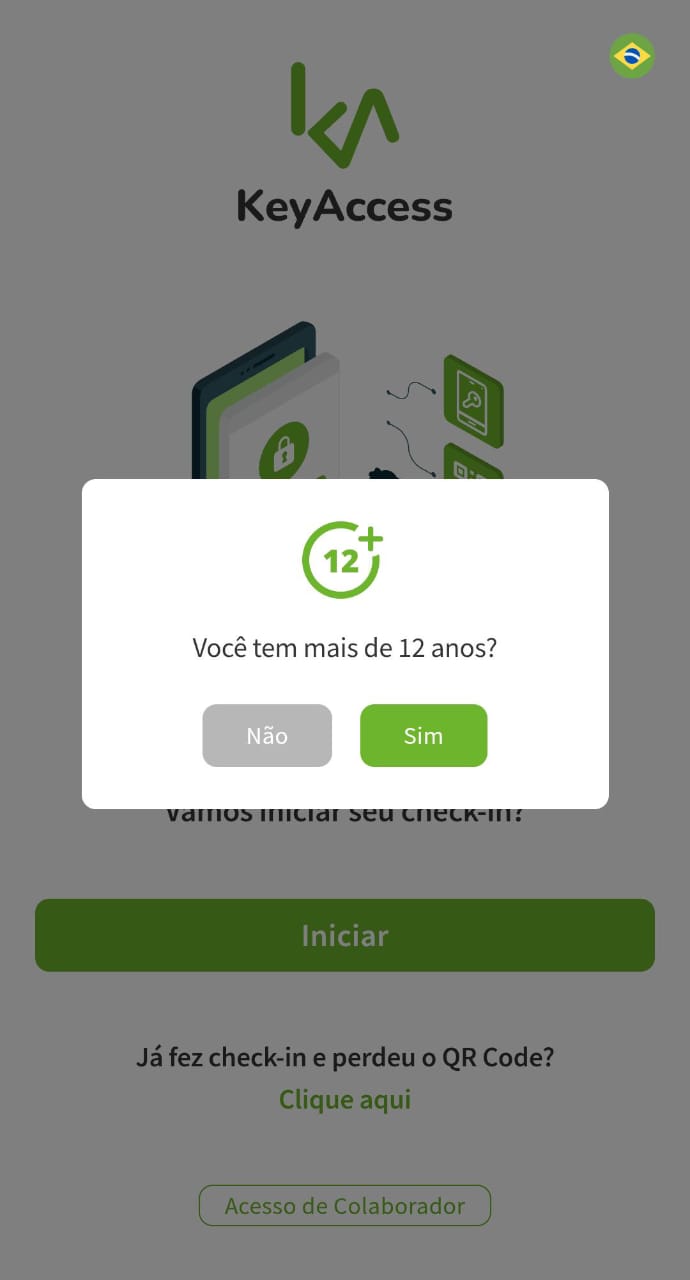 KeyAccess
12+
Você tem mais de 12 anos?
Não
Sim
Vamos iniciar seu check-in?
Iniciar
Já fez check-in e perdeu o QR Code?
Clique aqui
Acesso de Colaborador